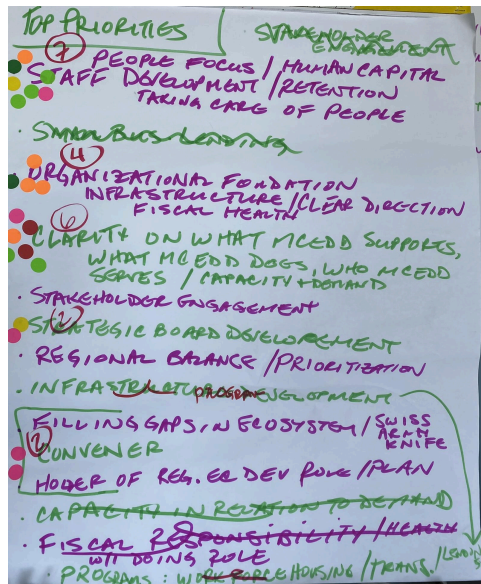 TOP PRIORITIES
STAKEHOLDER
ENGAGEMENT
7
PEOPLE FOCUS / HUMAN CAPITAL
STAFF DEVELOPMENT / RETENTION
TAKING CARE OF PEOPLE
· SMALL BUS LENDING
4
ORGANIZATIONAL FONDATION
INFRASTRUCTURE / CLEAR DIRECTION
FISCAL HEALTH
6
CLARITY ON WHAT MCEDD SUPPORTS,
WHAT MCEDD DOES, WHO MCEDD
SERVES / CAPACITY + DEMAND
· STAKEHOLDER ENGAGEMENT
2
STRATEGIC BOARD DEVELOPEMENT
· REGIONAL BALANCE / PRIORITIZATION
· INFRASTRUCTURE PROGRAM DEVELOPMENT
· FILLING GAPS IN ECOSYSTEM / SWISS
ARMY
KNIFE
2
CONVENER
HOLDER OF REG. EC DEV ROLE / PLAN
· CAPACITY IN RELATION TO DEMAND
· FISCAL RESPONSIBILITY / HEALTH
DOING ROLE
· PROGRAMS: WORKFORCE HOUSING / TRANS. / LENDING